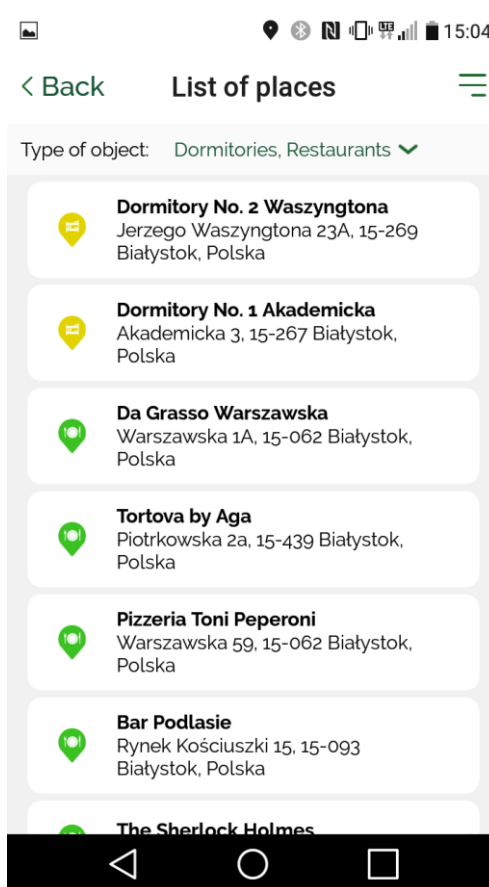 15:04
Back
List of places
Type of object:
Dormitories, Restaurants
Dormitory No. 2 Waszyngtona
Jerzego Waszyngtona 23A, 15-269
Białystok, Polska
Dormitory No. 1 Akademicka
Akademicka 3, 15-267 Białystok,
Polska
Da Grasso Warszawska
Warszawska 1A, 15-062 Białystok,
Polska
Tortova by Aga
Piotrkowska 2a, 15-439 Białystok,
Polska
Pizzeria Toni Peperoni
Warszawska 59, 15-062 Białystok,
Polska
Bar Podlasie
Rynek Kościuszki 15, 15-093
Białystok, Polska
The Sherlock Holmes